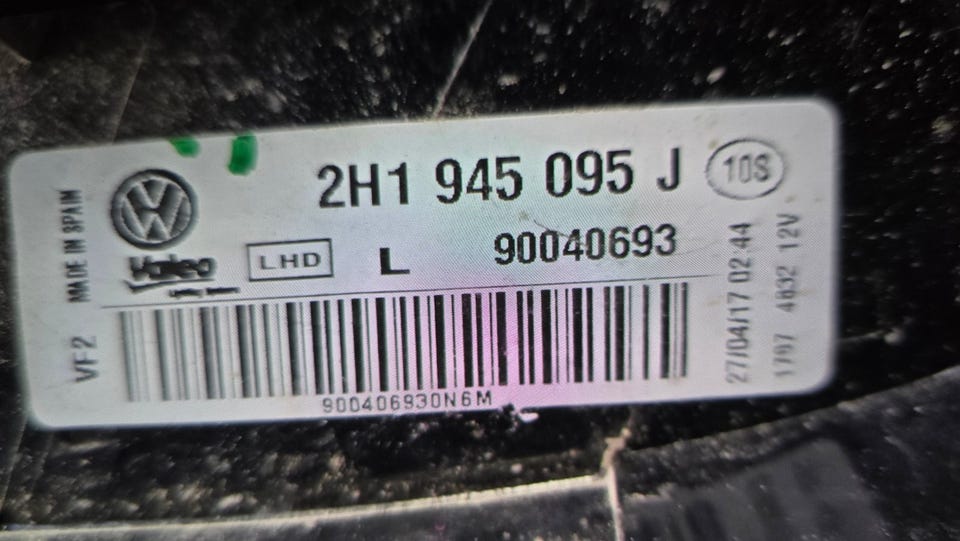 2H1 945 095 J
10S
MADE IN SPAIN
Valeo
LHD
L
90040693
VF2
900406930N6M
27/04/17 02:44
1797 4832 12V